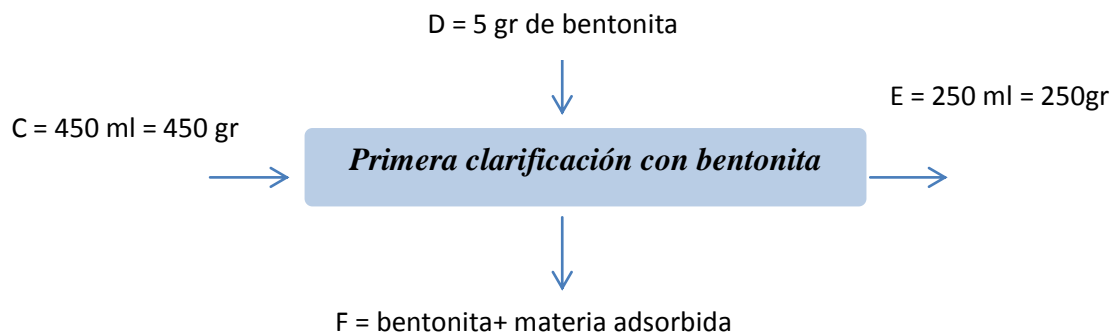 D = 5 gr de bentonita
E = 250 ml = 250gr
C = 450 ml = 450 gr
Primera clarificación con bentonita
F = bentonita+ materia adsorbida